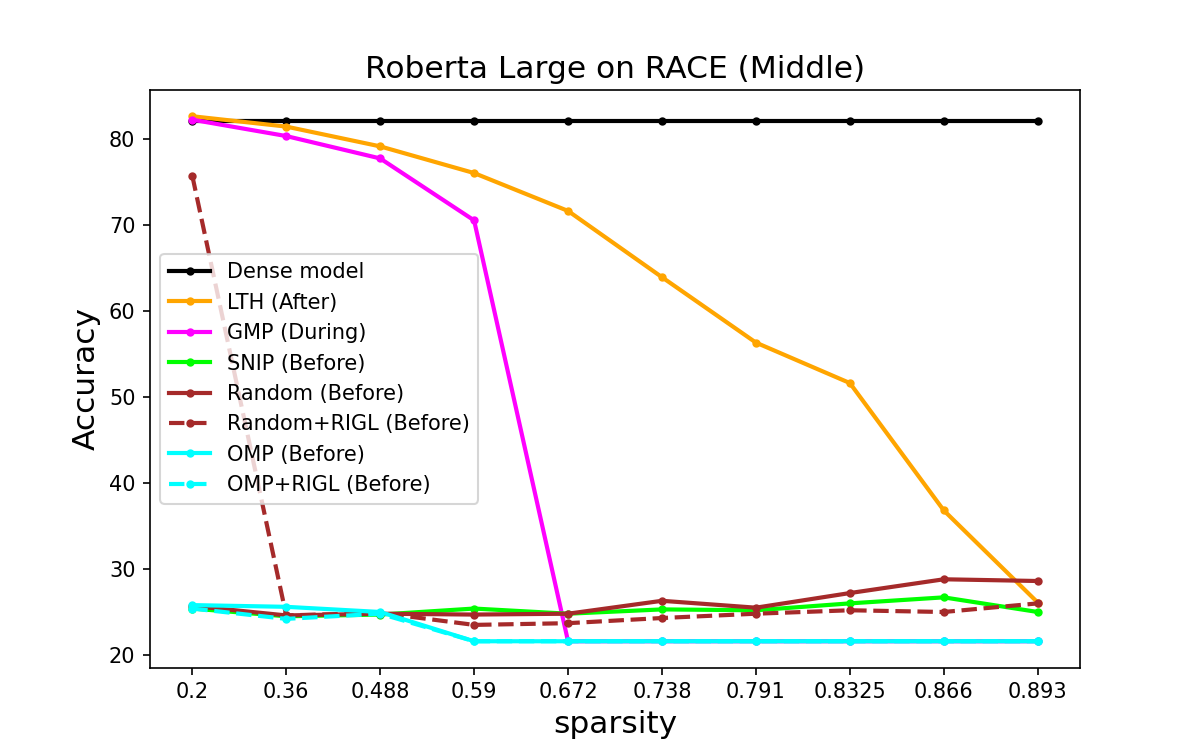 Roberta Large on RACE (Middle)
Accuracy
80
70
60
50
40
30
20
Dense model
LTH (After)
GMP (During)
SNIP (Before)
Random (Before)
Random+RIGL (Before)
OMP (Before)
OMP+RIGL (Before)
0.2 0.36 0.488 0.59 0.672 0.738 0.791 0.8325 0.866 0.893
sparsity